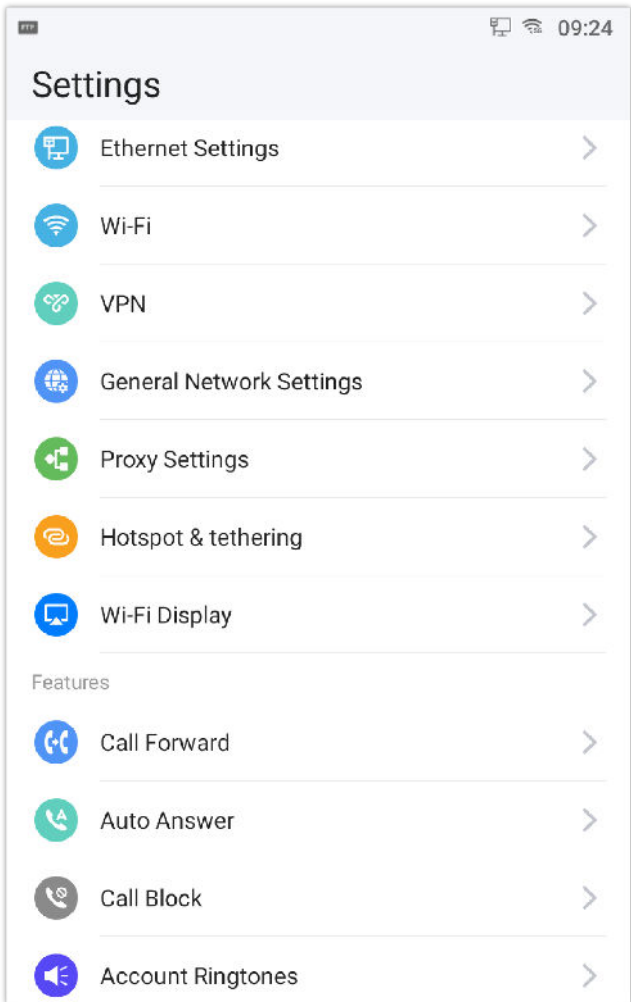 FTP
09:24
Settings
Ethernet Settings
Wi-Fi
VPN
General Network Settings
Proxy Settings
Hotspot & tethering
Wi-Fi Display
Features
Call Forward
Auto Answer
Call Block
Account Ringtones